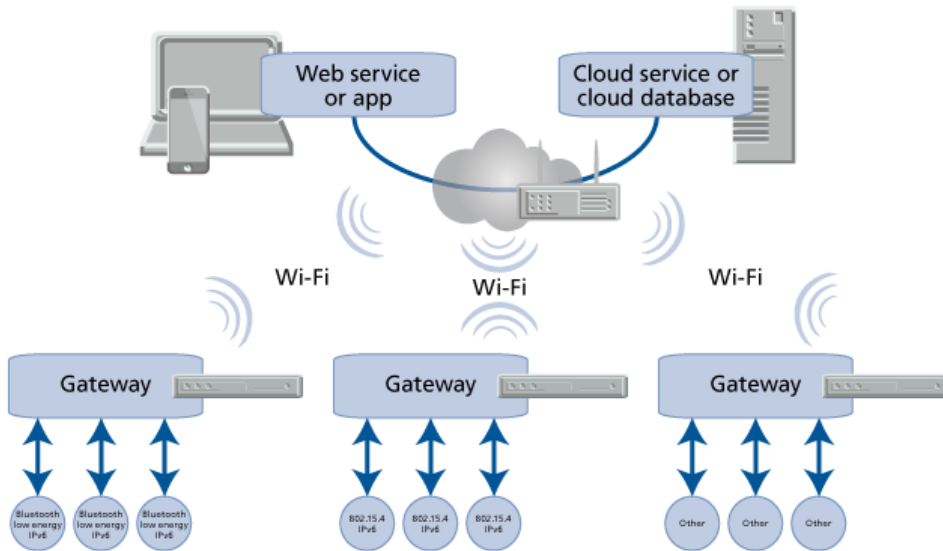 Web service
or app
Cloud service or
cloud database
Wi-Fi
Wi-Fi
Wi-Fi
Gateway
Gateway
Gateway
Bluetooth
low energy
IPv6
Bluetooth
low energy
IPv6
Bluetooth
low energy
IPv6
802.15.4
IPv6
802.15.4
IPv6
802.15.4
IPv6
Other
Other
Other